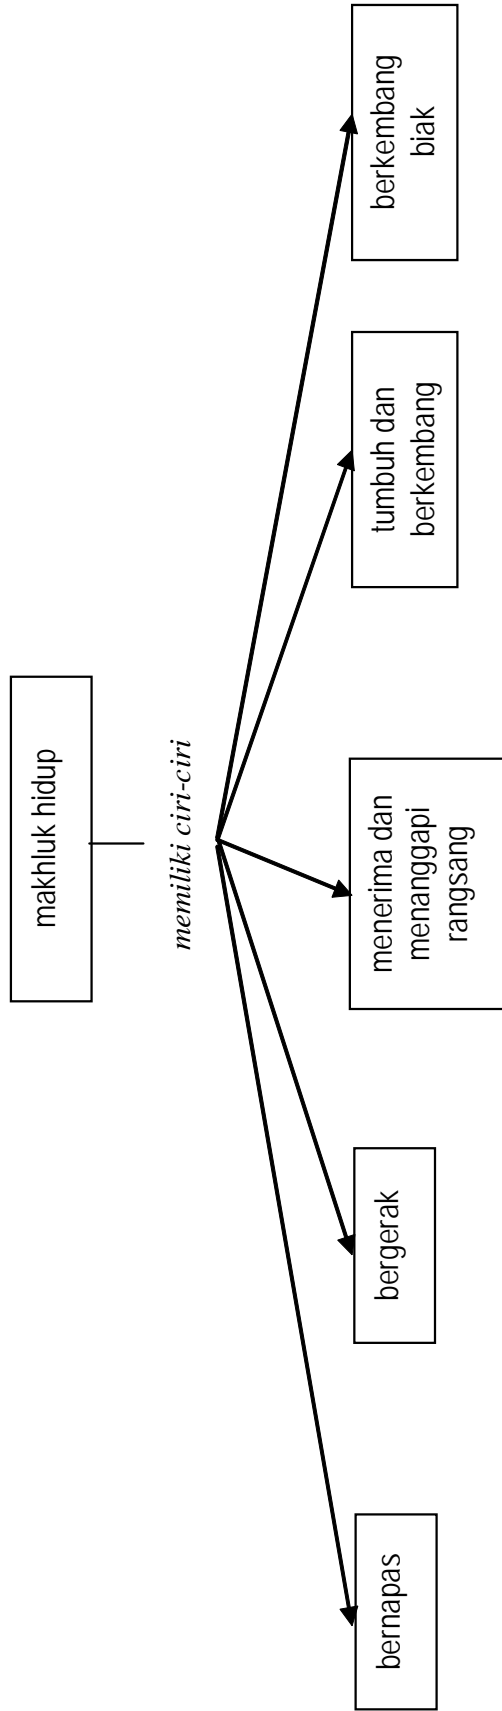 makhluk hidup
memiliki ciri-ciri
bernapas
bergerak
menerima dan
menanggapi
rangsang
tumbuh dan
berkembang
berkembang
biak